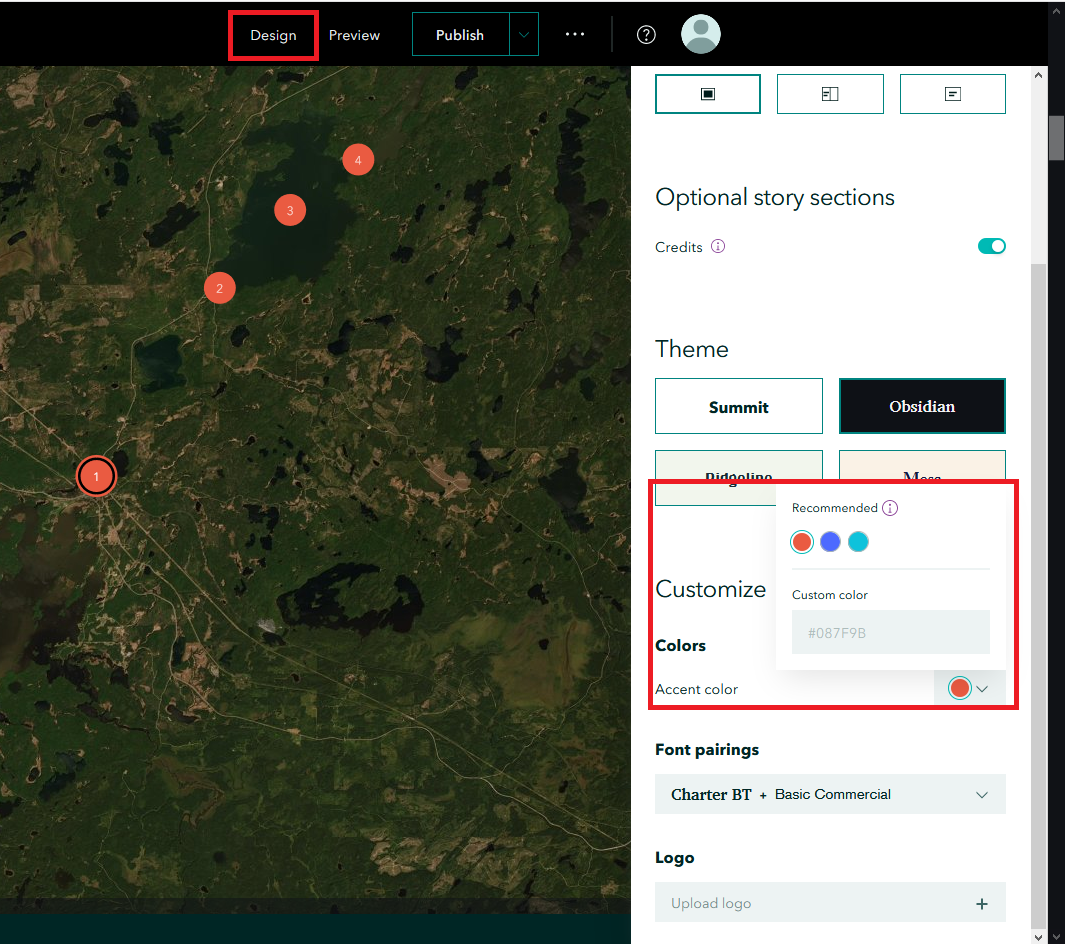 Design Preview Publish
4
3
2
1
Optional story sections
Credits
Theme
Summit Obsidian
Ridgeline Mesa
Recommended
Custom color
#087F9B
Customize
Colors
Accent color
Font pairings
Charter BT + Basic Commercial
Logo
Upload logo +